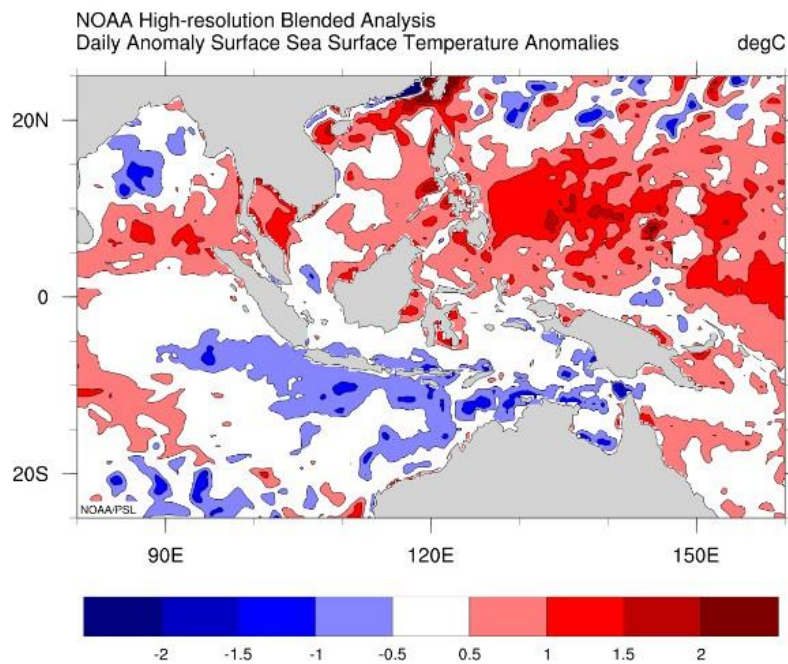 NOAA High-resolution Blended Analysis
Daily Anomaly Surface Sea Surface Temperature Anomalies degC
20N
0
20S
NOAA/PSL
90E 120E 150E
-2 -1.5 -1 -0.5 0.5 1 1.5 2